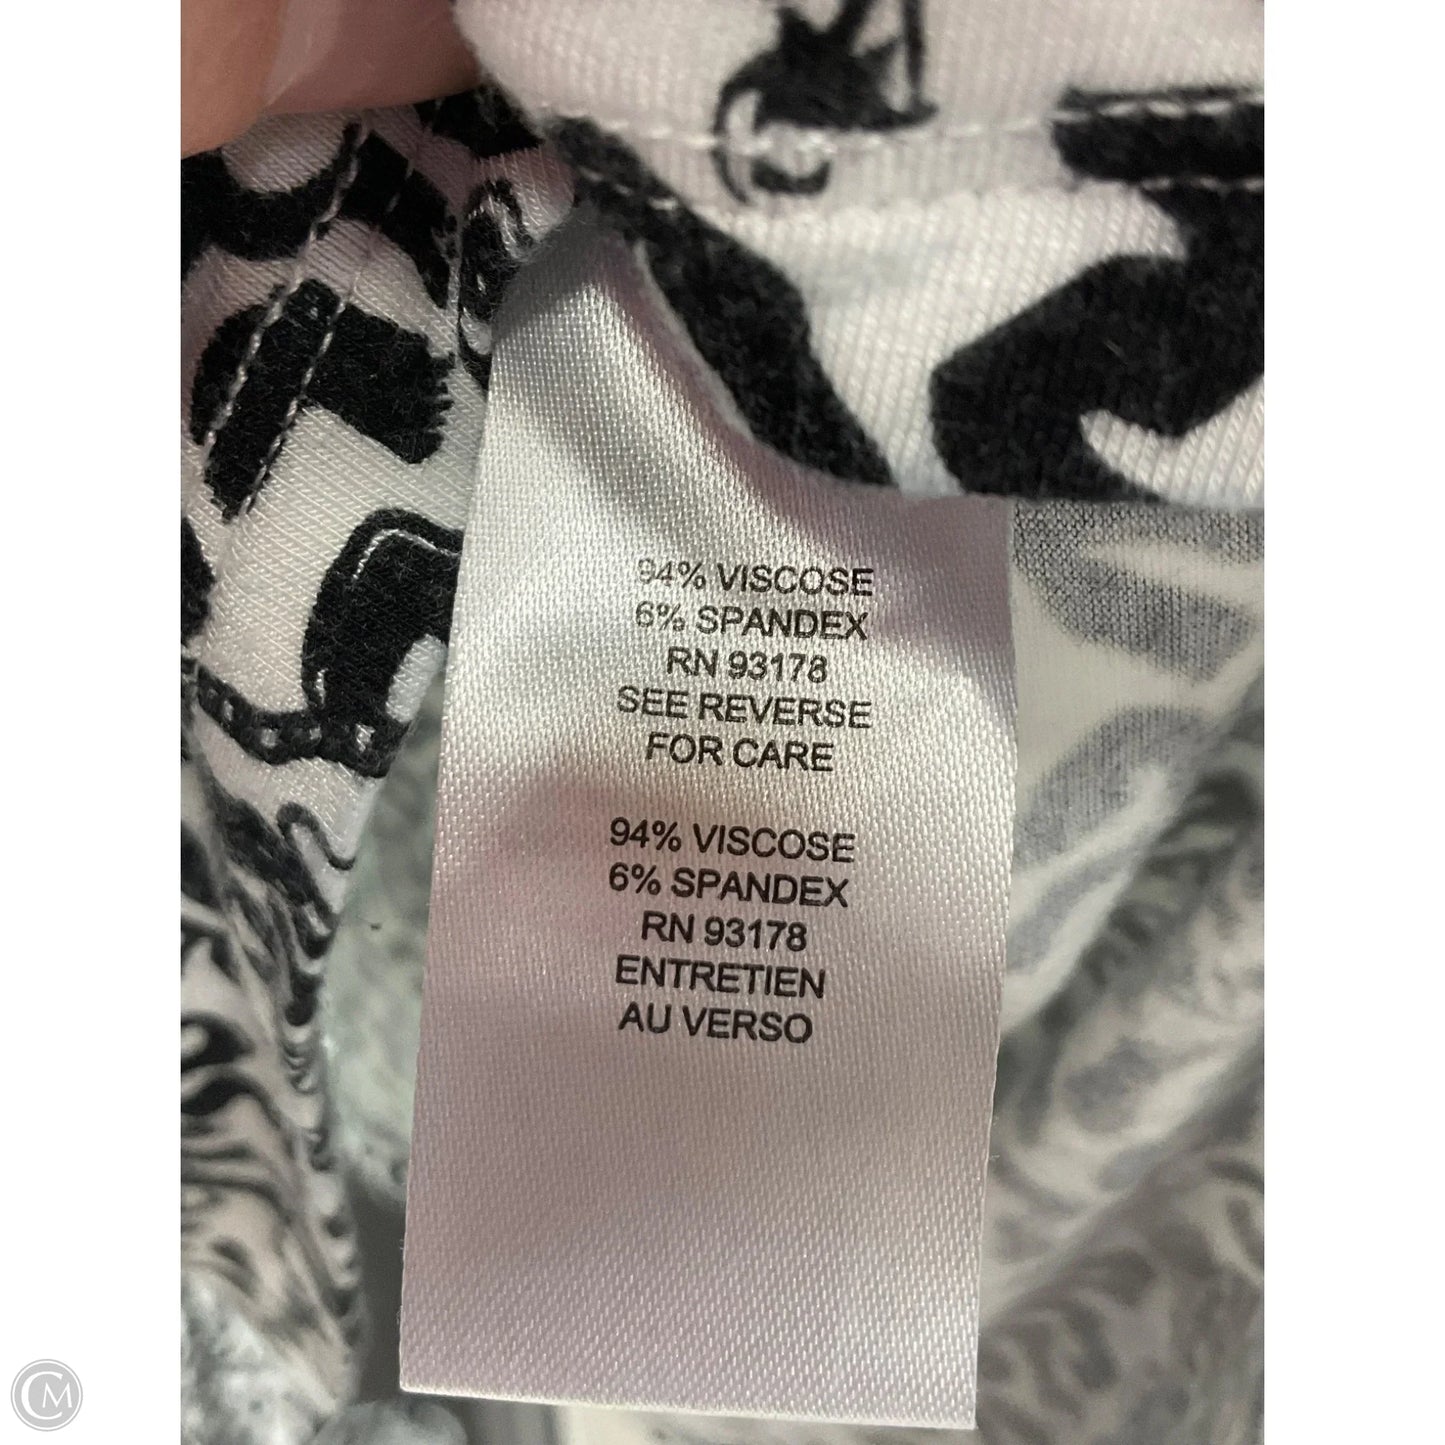 94% VISCOSE
6% SPANDEX
RN 93178
SEE REVERSE
FOR CARE
94% VISCOSE
6% SPANDEX
RN 93178
ENTRETIEN
AU VERSO
CM